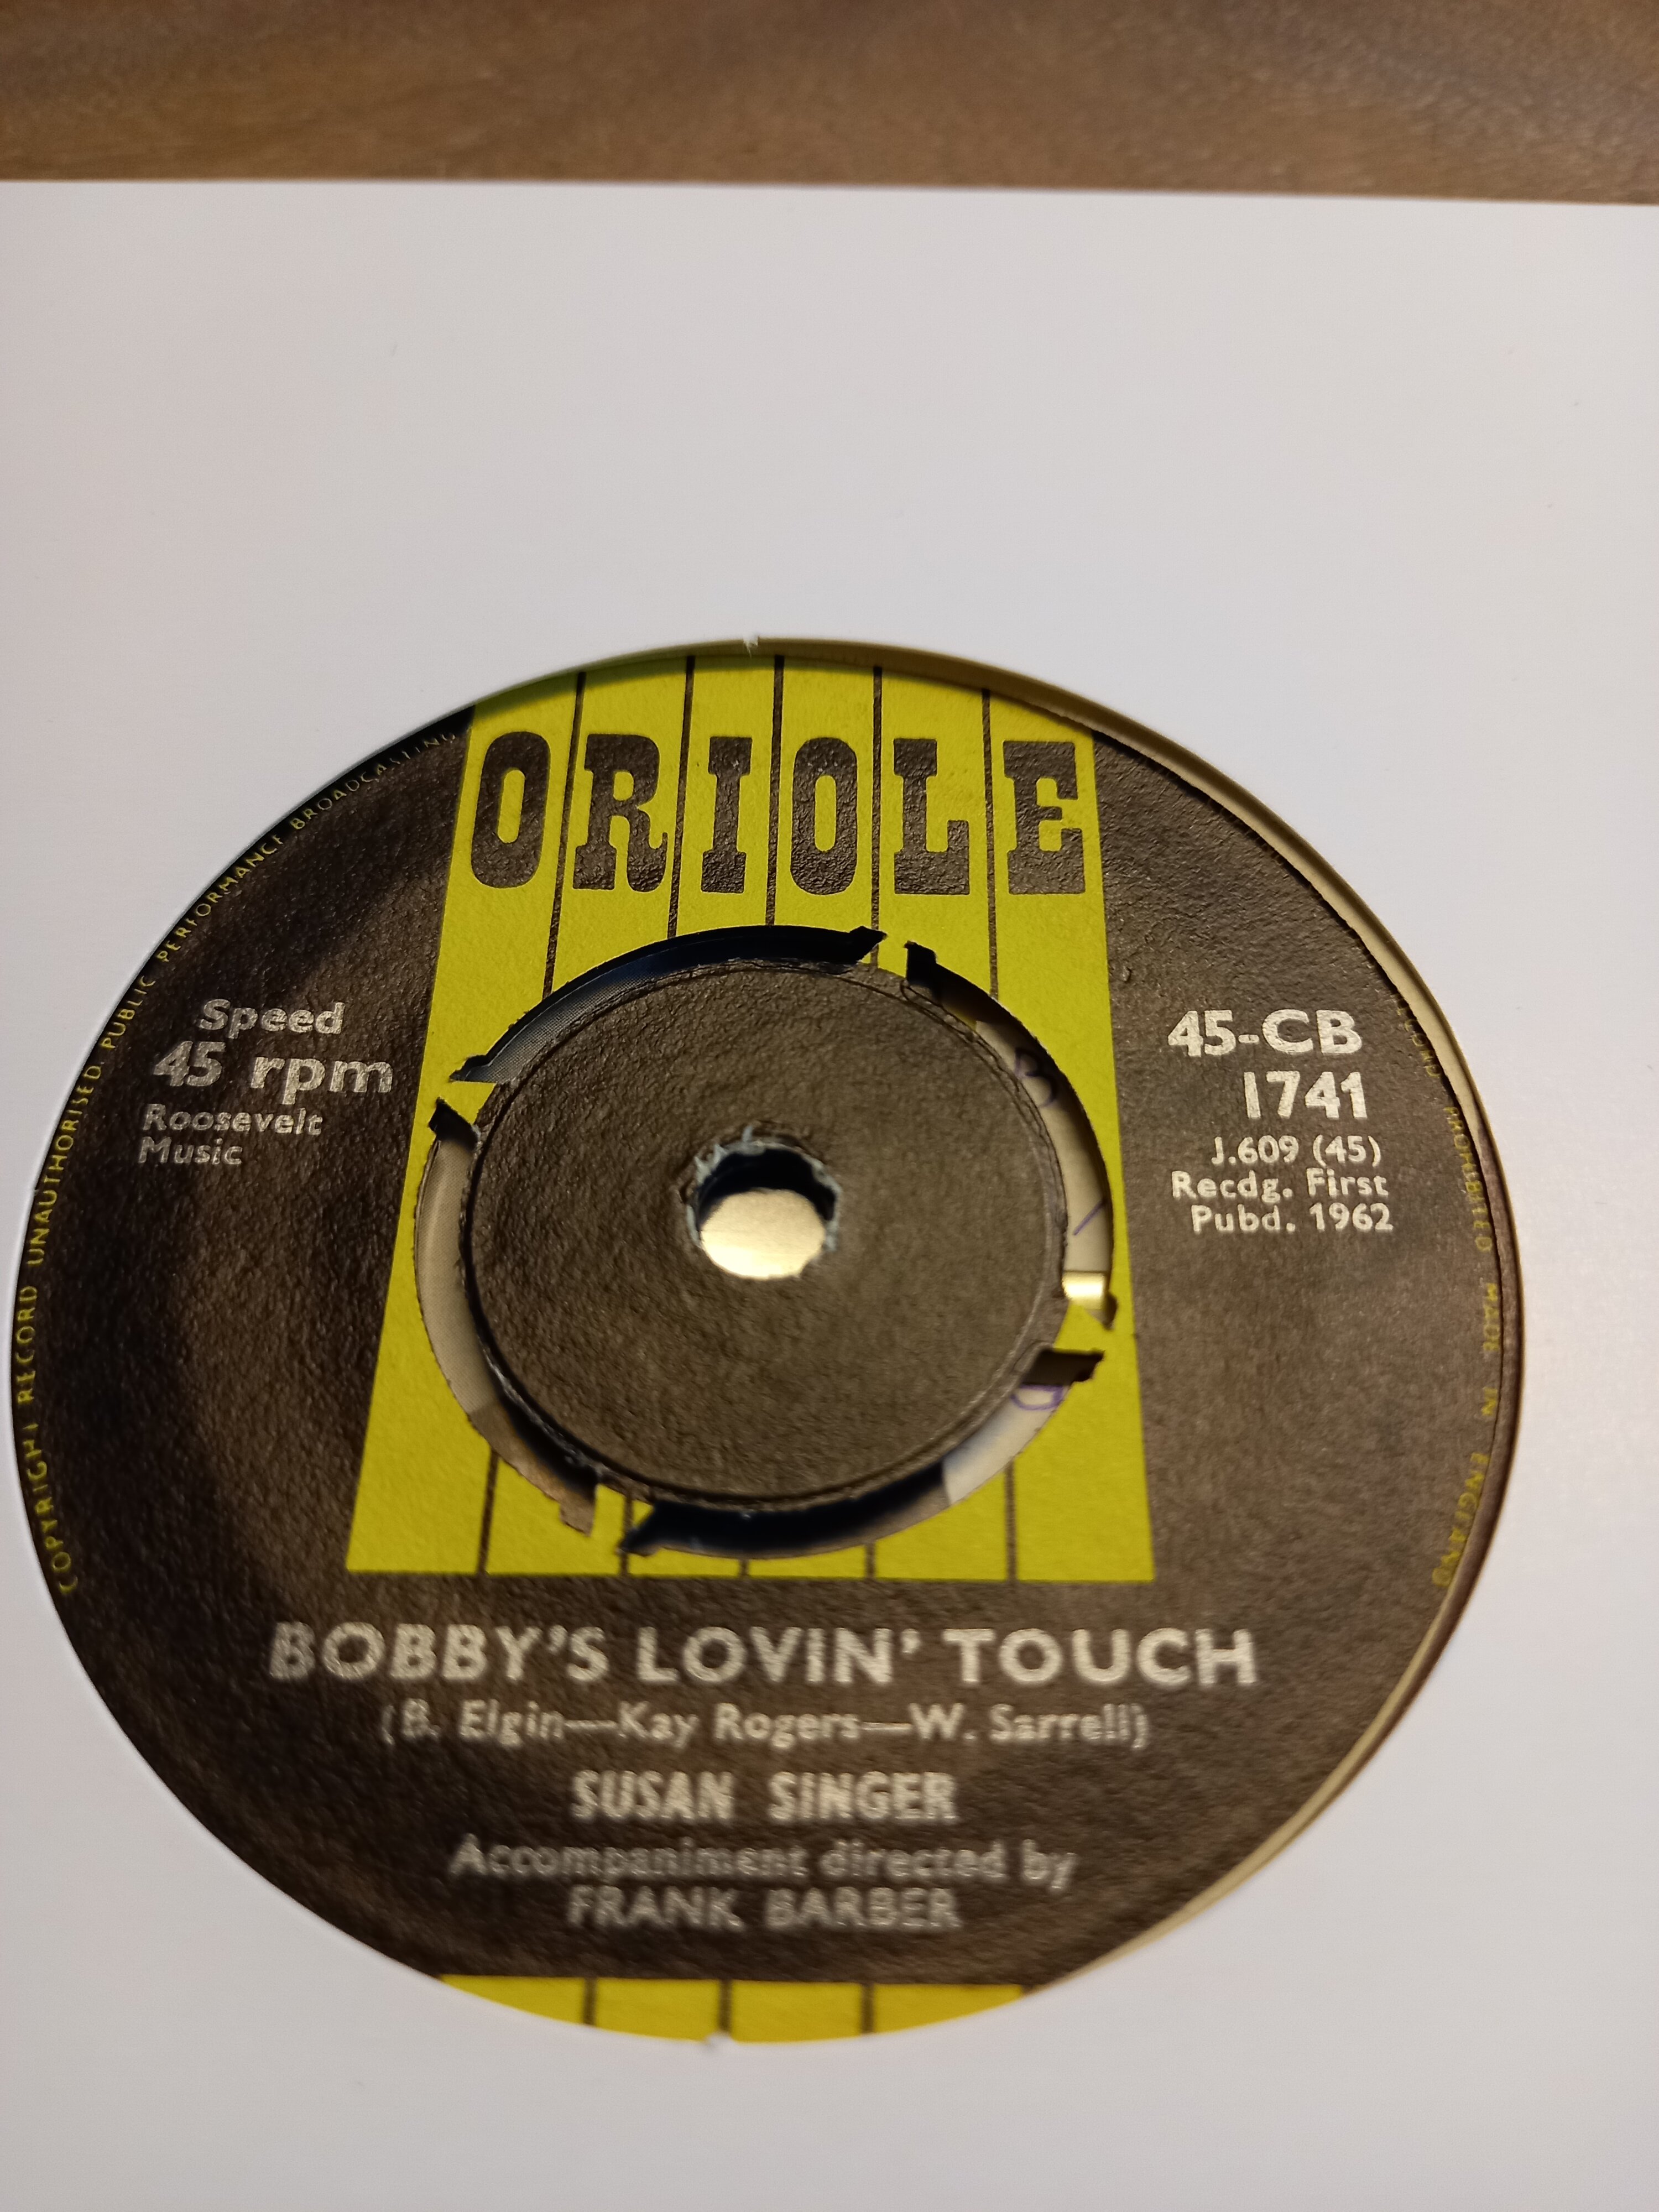 ORIOLE
Speed
45 rpm
Roosevelt
Music
45-CB
1741
J.609 (45)
Recdg. First
Pubd. 1962
BOBBY'S LOVIN' TOUCH
(B. Elgin—Kay Rogers—W. Sarrell)
SUSAN SINGER
Accompaniment directed by
FRANK BARBER
COPYRIGHT RECORD UNAUTHORISED PUBLIC PERFORMANCE BROADCASTING
PROHIBITED MADE IN ENGLAND